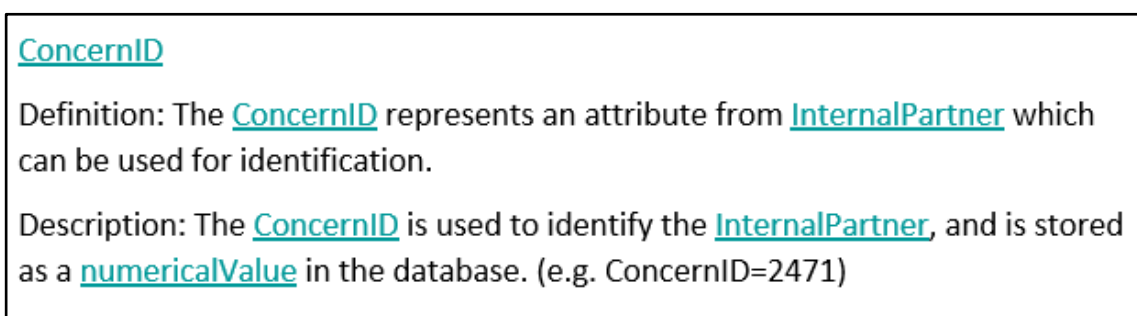 ConcernID
Definition: The ConcernID represents an attribute from InternalPartner which
can be used for identification.
Description: The ConcernID is used to identify the InternalPartner, and is stored
as a numericalValue in the database. (e.g. ConcernID=2471)